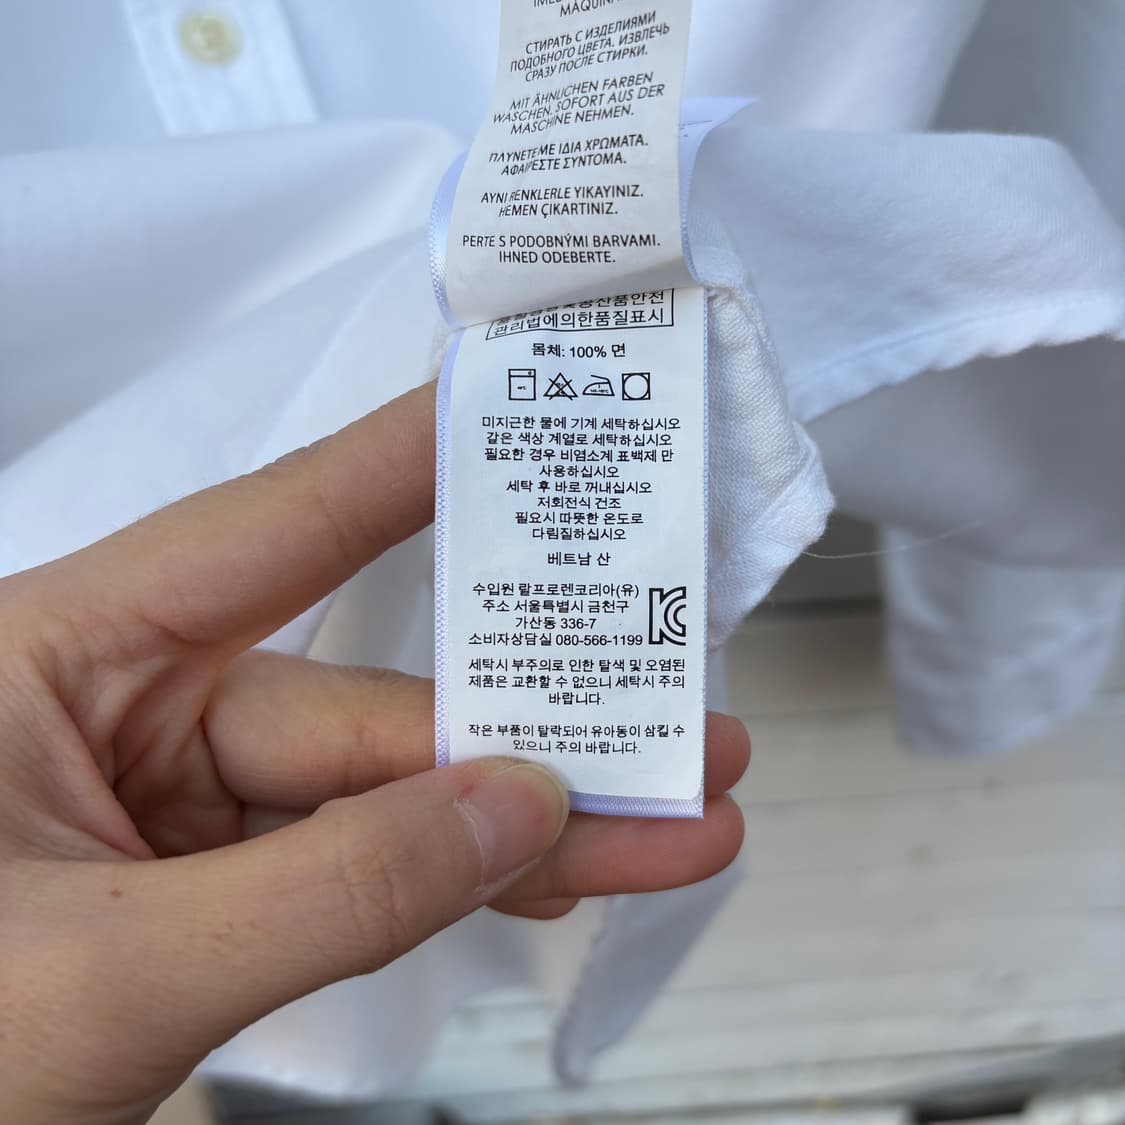 MÁQUINA.
СТИРАТЬ С ИЗДЕЛИЯМИ
ПОДОБНОГО ЦВЕТА. ИЗВЛЕЧЬ
СРАЗУ ПОСЛЕ СТИРКИ.
MIT ÄHNLICHEN FARBEN
WASCHEN. SOFORT AUS DER
MASCHINE NEHMEN.
ΠΛΥΝΕΤΕ ΜΕ ΙΔΙΑ ΧΡΩΜΑΤΑ.
ΑΦΑΙΡΕΣΤΕ ΣΥΝΤΟΜΑ.
AYNI RENKLERLE YIKAYINIZ.
HEMEN ÇIKARTINIZ.
PERTE S PODOBNÝMI BARVAMI.
IHNED ODEBERTE.
관리법에의한품질표시
몸체: 100% 면
미지근한 물에 기계 세탁하십시오
같은 색상 계열로 세탁하십시오
필요한 경우 비염소계 표백제 만
사용하십시오
세탁 후 바로 꺼내십시오
저회전식 건조
필요시 따뜻한 온도로
다림질하십시오
베트남 산
수입원 랄프로렌코리아(유)
주소 서울특별시 금천구
가산동 336-7
소비자상담실 080-566-1199
세탁시 부주의로 인한 탈색 및 오염된
제품은 교환할 수 없으니 세탁시 주의
바랍니다.
작은 부품이 탈락되어 유아동이 삼킬 수
있으니 주의 바랍니다.